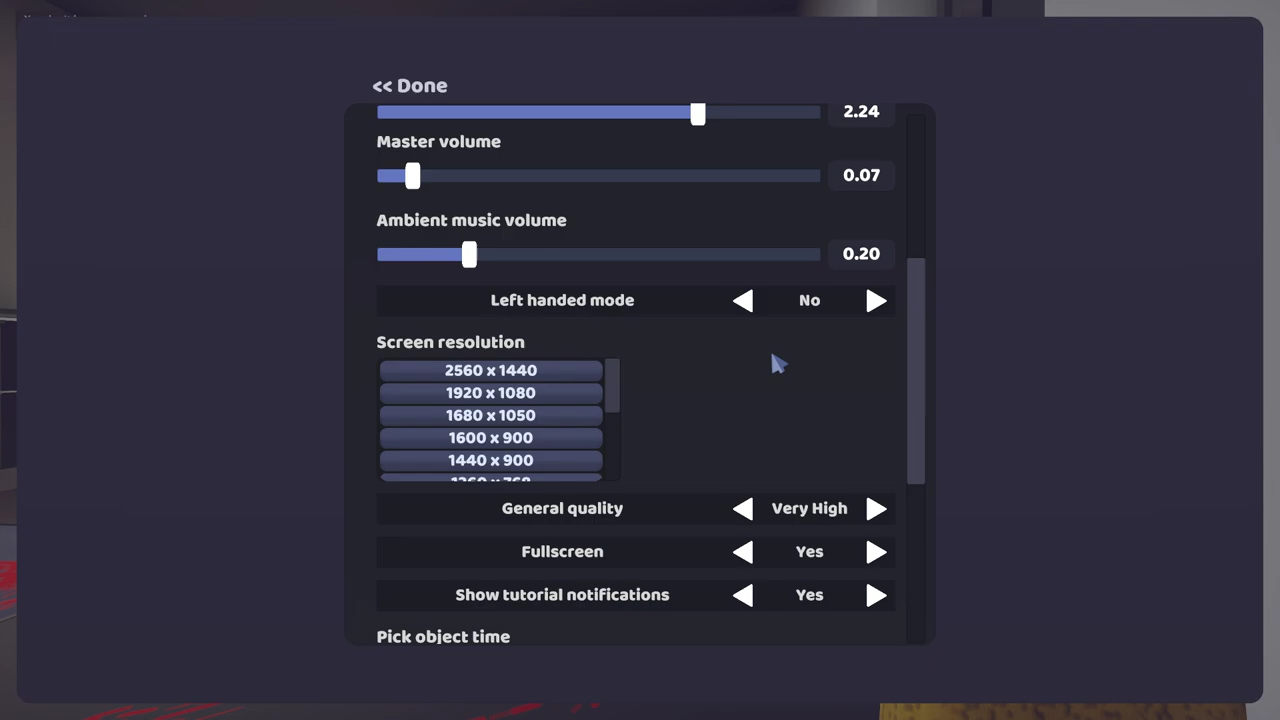 << Done
2.24
Master volume
0.07
Ambient music volume
0.20
Left handed mode No
Screen resolution
2560 x 1440
1920 x 1080
1680 x 1050
1600 x 900
1440 x 900
General quality Very High
Fullscreen Yes
Show tutorial notifications Yes
Pick object time